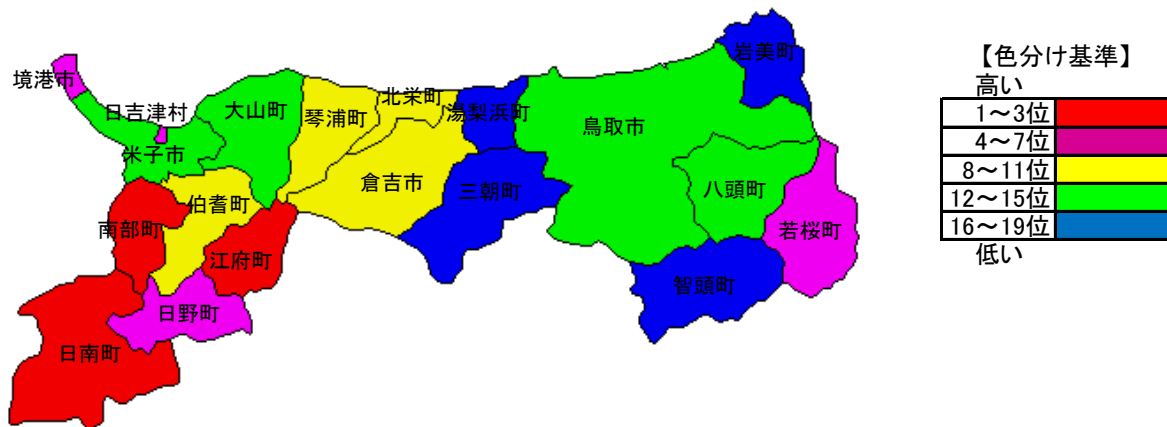 岩美町
境港市
日吉津村
大山町
琴浦町
北栄町
湯梨浜町
鳥取市
米子市
倉吉市
三朝町
八頭町
伯耆町
南部町
江府町
若桜町
智頭町
日野町
日南町
【色分け基準】
高い
1～3位
4～7位
8～11位
12～15位
16～19位
低い